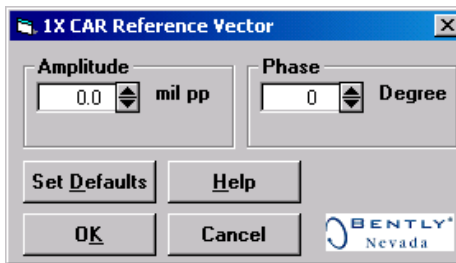 1X CAR Reference Vector
Amplitude
0.0 mil pp
Phase
0 Degree
Set Defaults
Help
OK
Cancel
BENTLY
Nevada